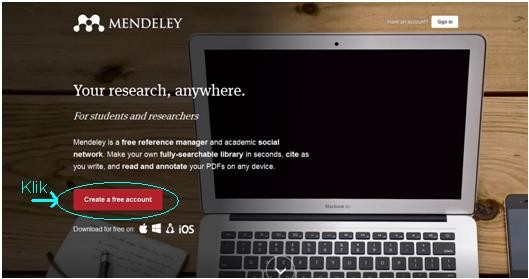 MENDELEY
Have an account? Sign in
Your research, anywhere.
For students and researchers
Mendeley is a free reference manager and academic social
network. Make your own fully-searchable library in seconds, cite as
you write, and read and annotate your PDFs on any device.
Klik
Create a free account
Download for free on: iOS
Macbook Air